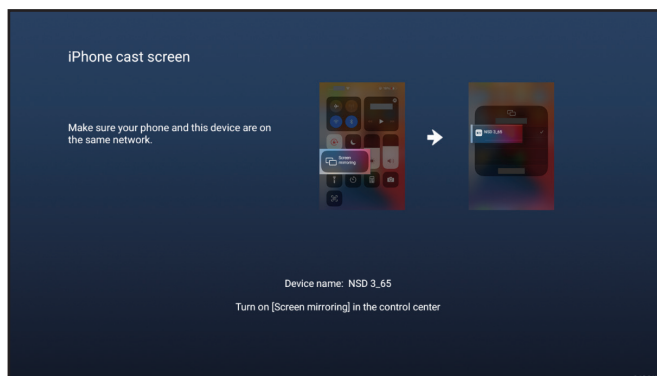 iPhone cast screen
Make sure your phone and this device are on
the same network.
Screen
mirroring
NSD 3_65
Device name: NSD 3_65
Turn on [Screen mirroring] in the control center